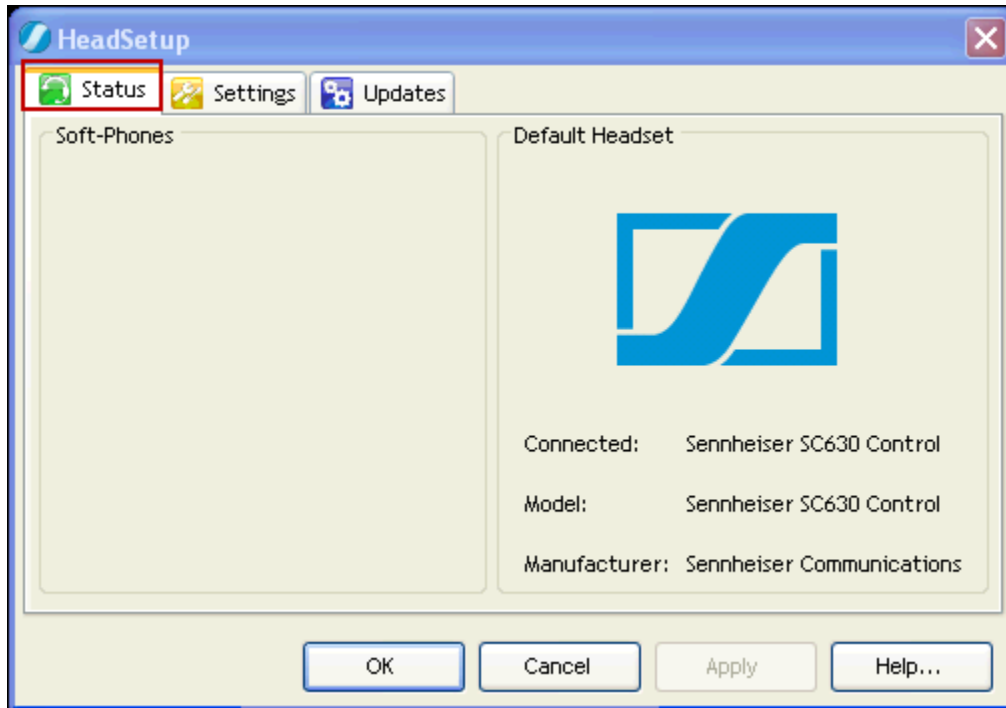 HeadSetup
Status Settings Updates
Soft-Phones
Default Headset
Connected: Sennheiser SC630 Control
Model: Sennheiser SC630 Control
Manufacturer: Sennheiser Communications
OK Cancel Apply Help...